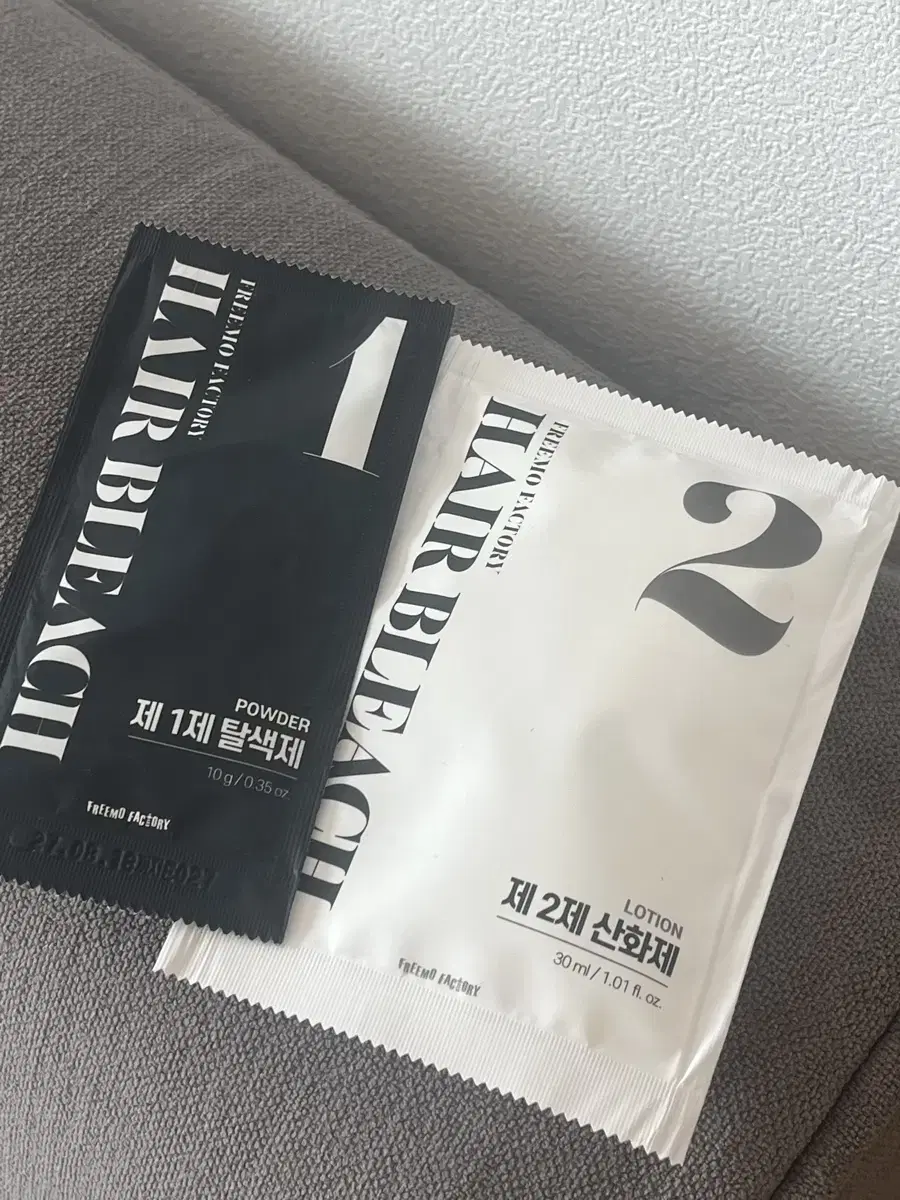 FREEMO FACTORY
HAIR BLEACH
1
POWDER
제 1제 탈색제
10g/0.35 oz.
FREEMO FACTORY
FREEMO FACTORY
HAIR BLEACH
2
LOTION
제 2제 산화제
30 ml/1.01 fl. oz.
FREEMO FACTORY